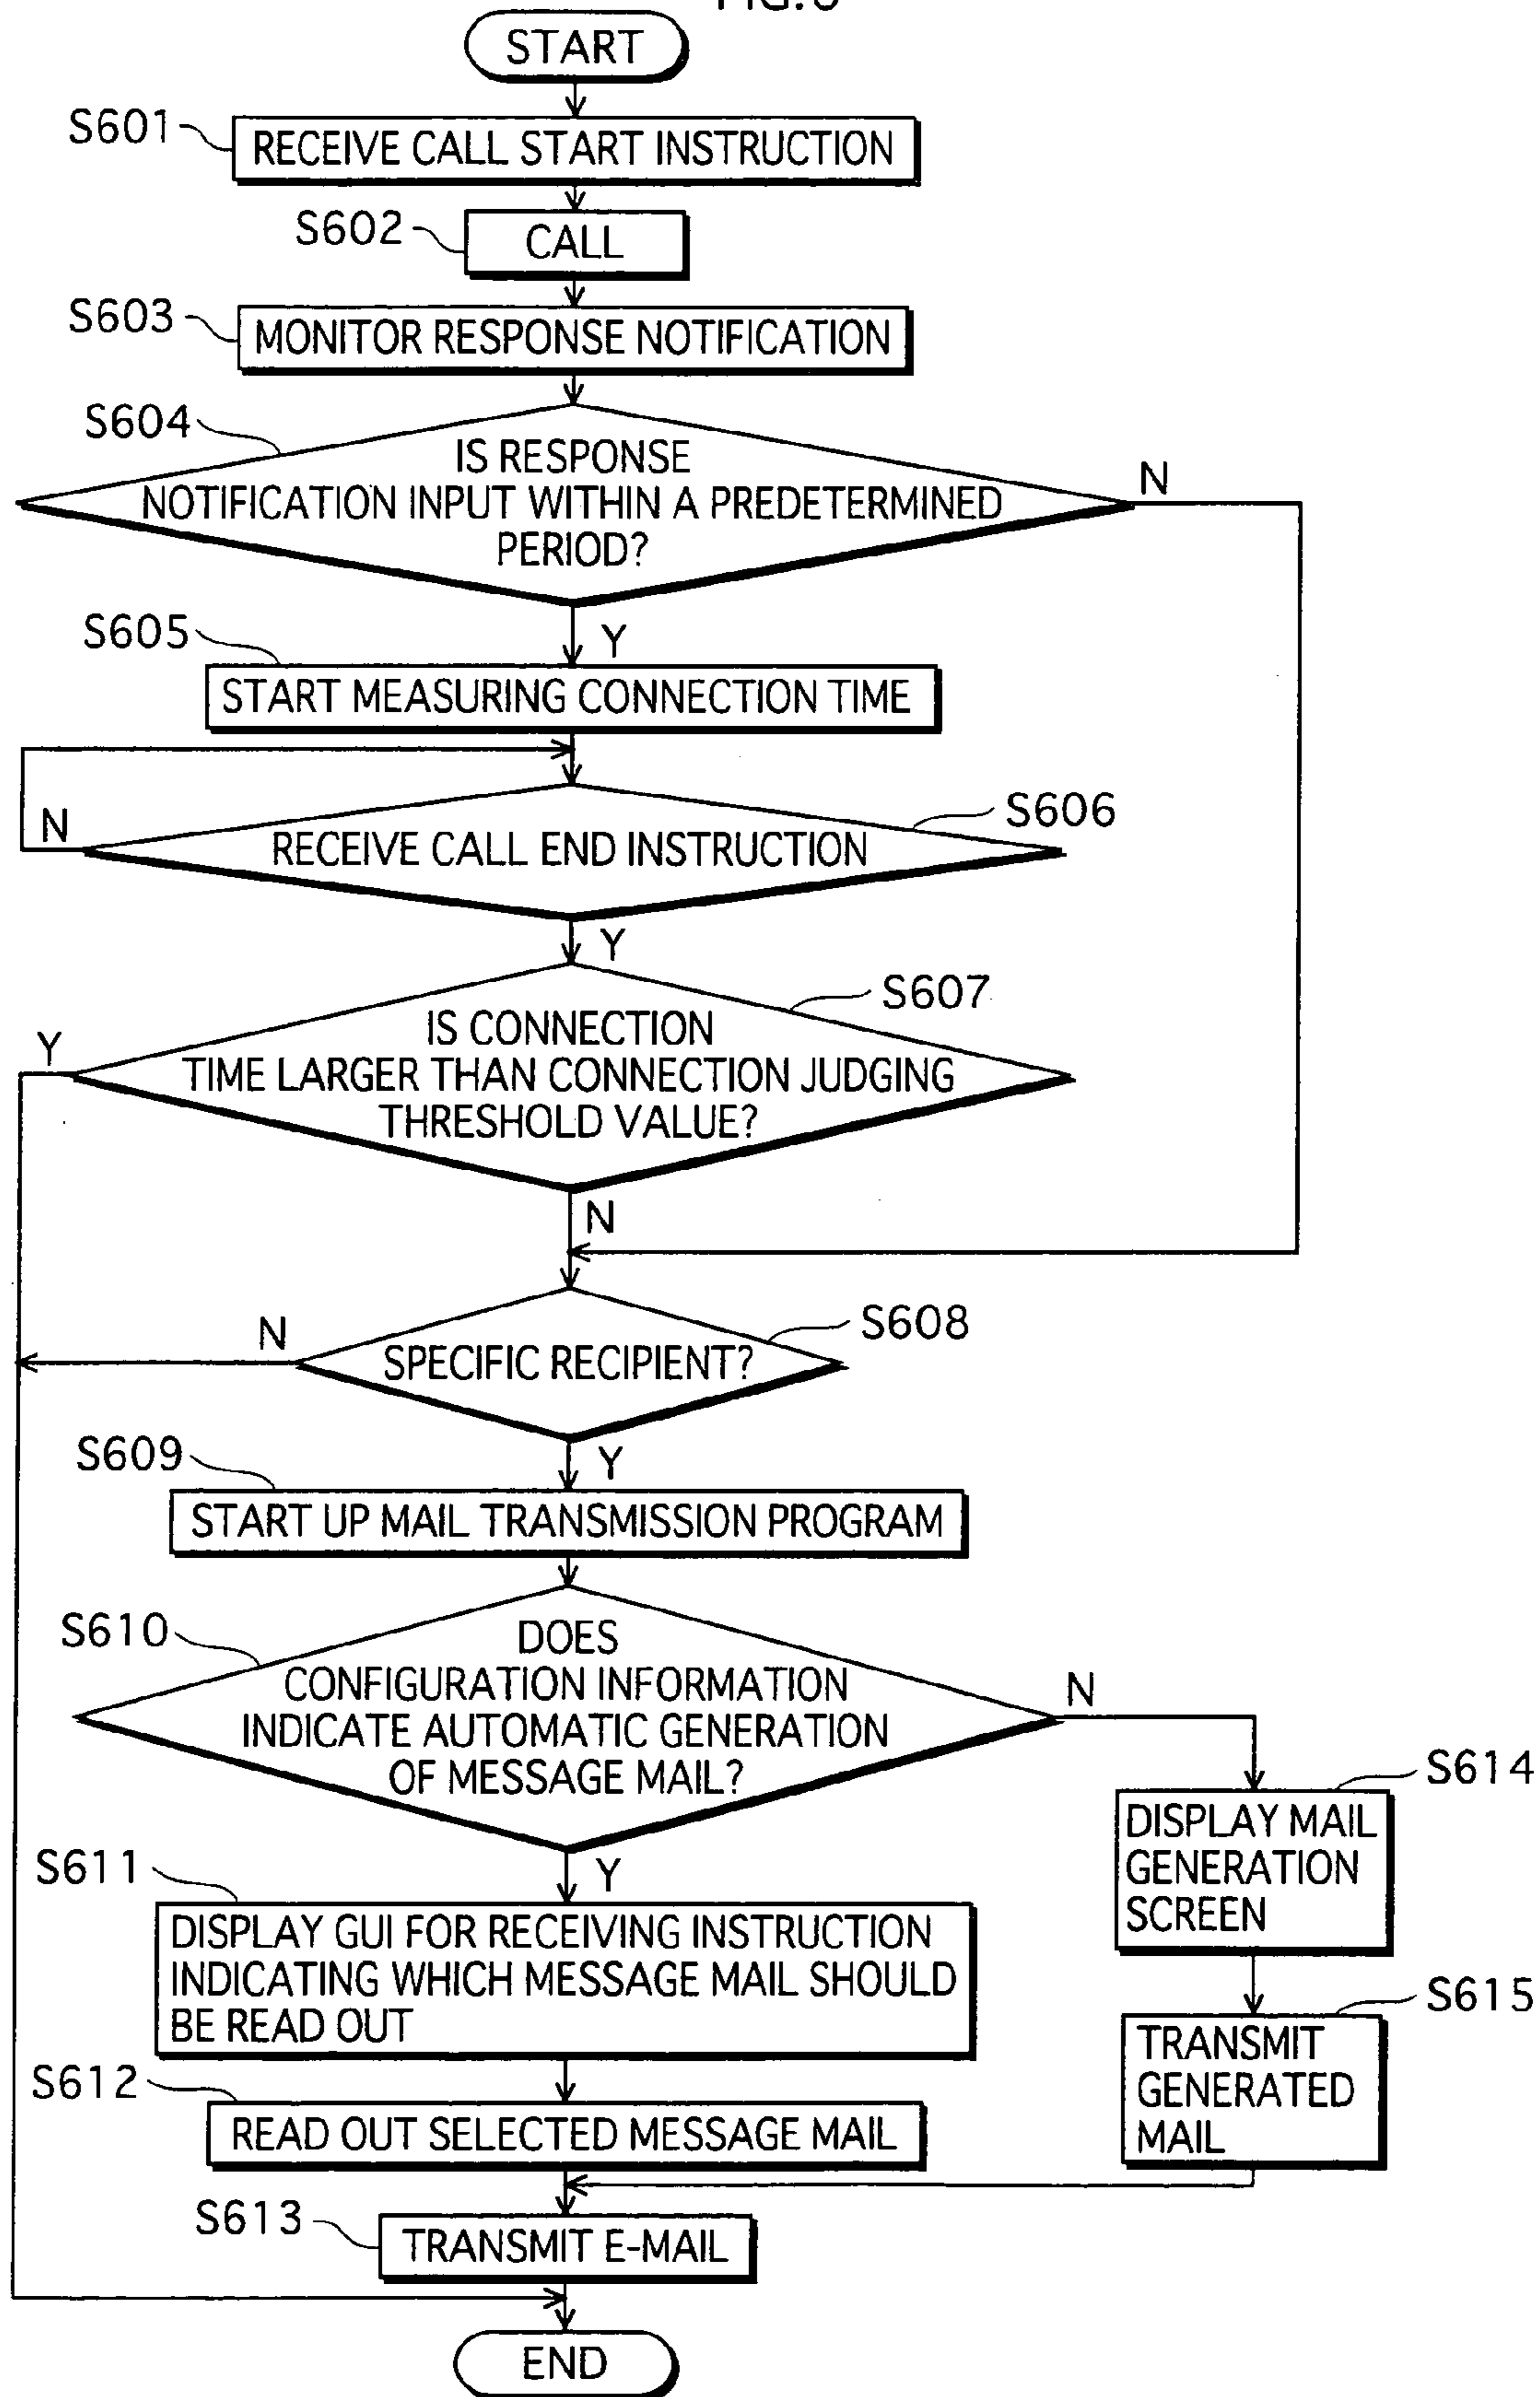 START
S601
RECEIVE CALL START INSTRUCTION
S602
CALL
S603
MONITOR RESPONSE NOTIFICATION
S604
IS RESPONSE
NOTIFICATION INPUT WITHIN A PREDETERMINED
PERIOD?
N
Y
S605
START MEASURING CONNECTION TIME
S606
N
RECEIVE CALL END INSTRUCTION
Y
S607
Y
IS CONNECTION
TIME LARGER THAN CONNECTION JUDGING
THRESHOLD VALUE?
N
S608
N
SPECIFIC RECIPIENT?
Y
S609
START UP MAIL TRANSMISSION PROGRAM
S610
DOES
CONFIGURATION INFORMATION
INDICATE AUTOMATIC GENERATION
OF MESSAGE MAIL?
N
Y
S614
DISPLAY MAIL
GENERATION
SCREEN
S611
DISPLAY GUI FOR RECEIVING INSTRUCTION
INDICATING WHICH MESSAGE MAIL SHOULD
BE READ OUT
S615
TRANSMIT
GENERATED
MAIL
S612
READ OUT SELECTED MESSAGE MAIL
S613
TRANSMIT E-MAIL
END